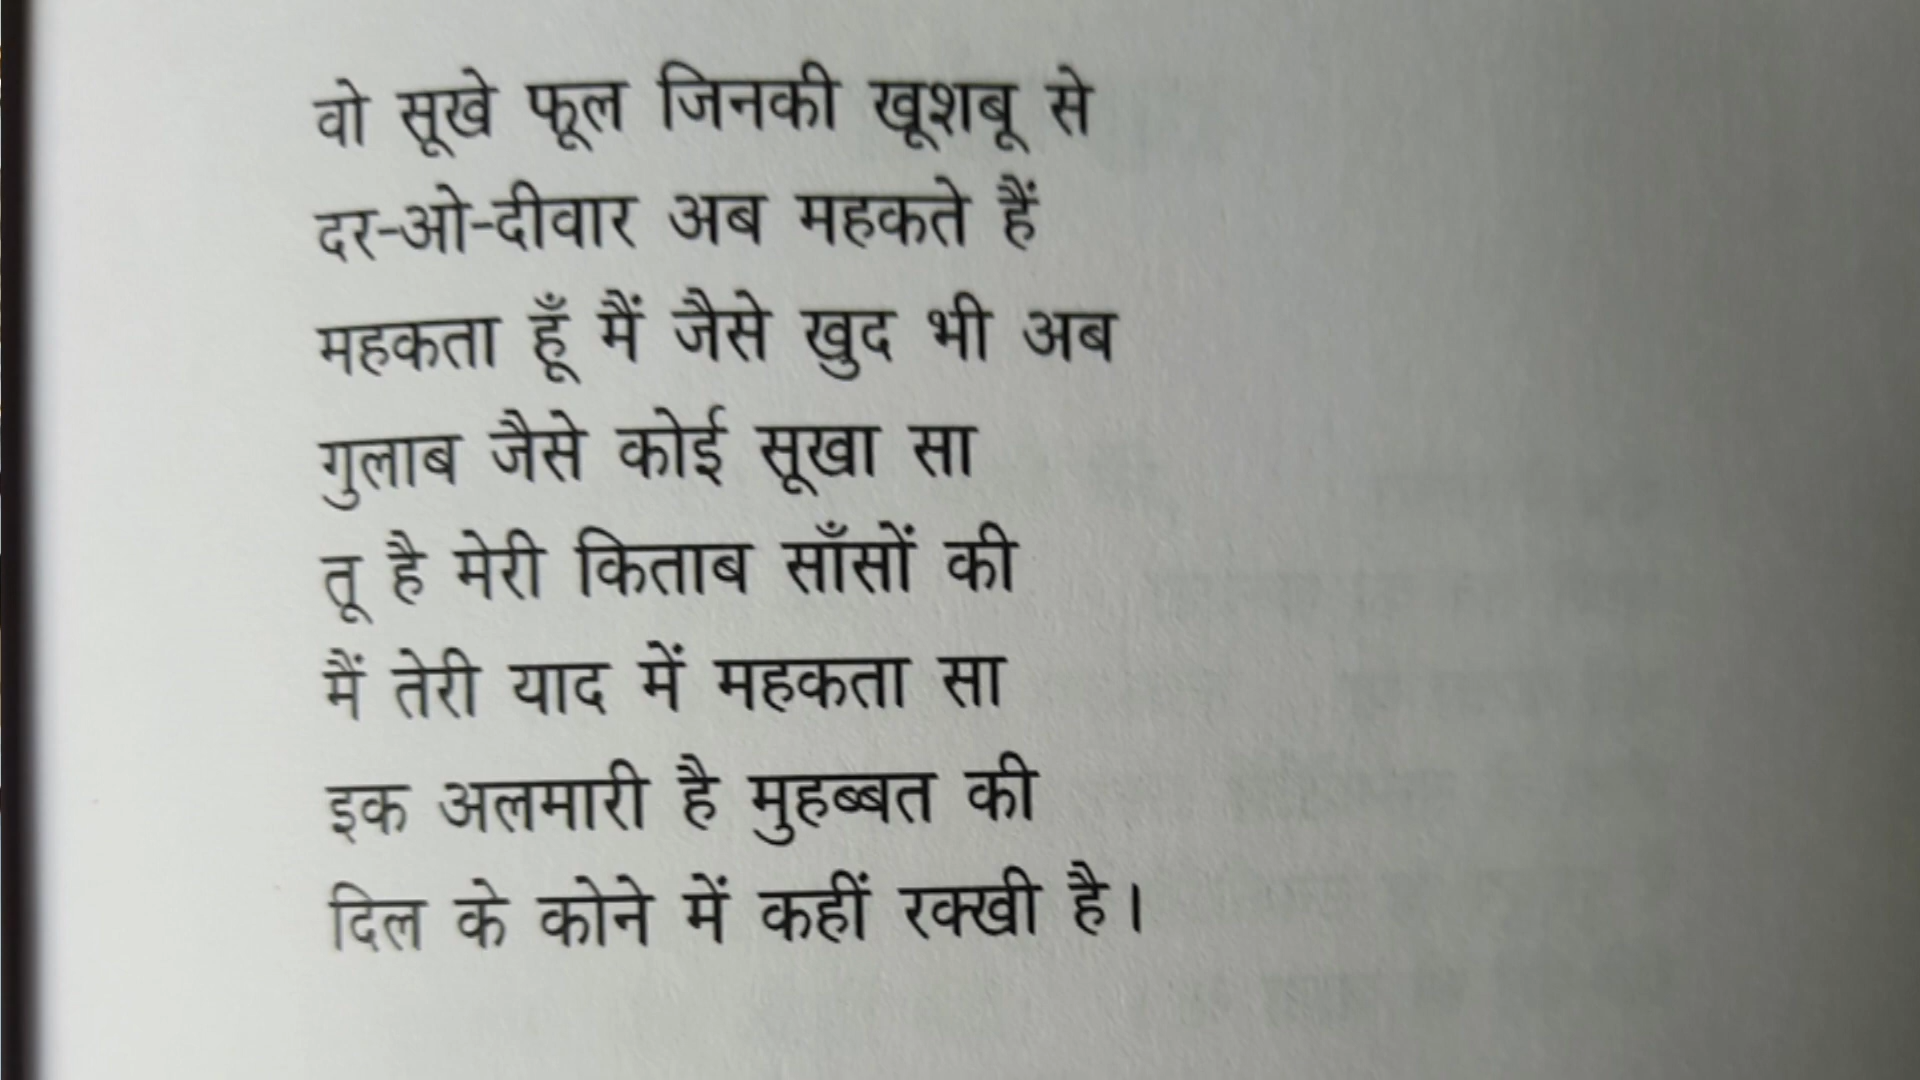 वो सूखे फूल जिनकी खूशबू से
दर-ओ-दीवार अब महकते हैं
महकता हूँ मैं जैसे खुद भी अब
गुलाब जैसे कोई सूखा सा
तू है मेरी किताब साँसों की
मैं तेरी याद में महकता सा
इक अलमारी है मुहब्बत की
दिल के कोने में कहीं रक्खी है।